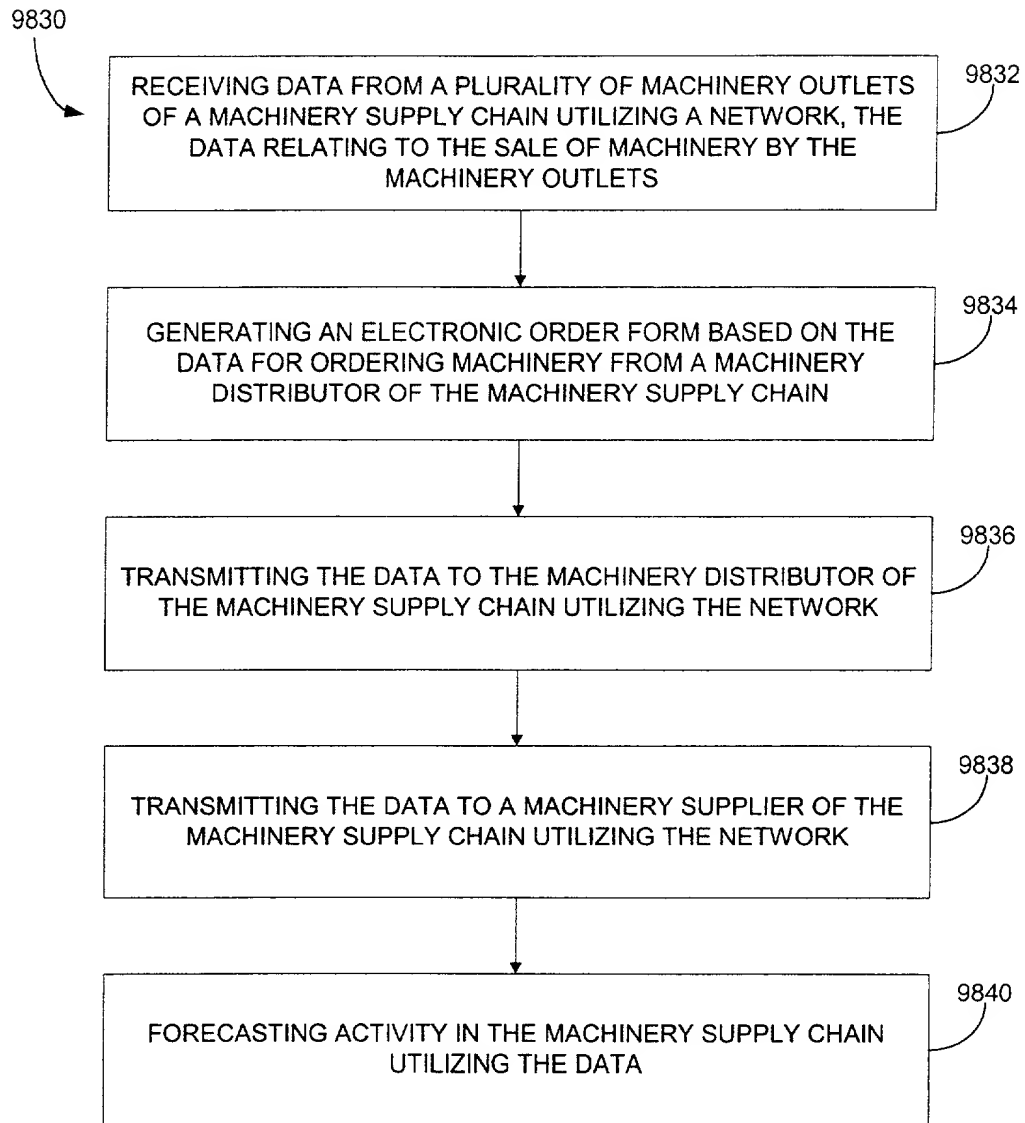 9830
RECEIVING DATA FROM A PLURALITY OF MACHINERY OUTLETS
OF A MACHINERY SUPPLY CHAIN UTILIZING A NETWORK, THE
DATA RELATING TO THE SALE OF MACHINERY BY THE
MACHINERY OUTLETS
9832
GENERATING AN ELECTRONIC ORDER FORM BASED ON THE
DATA FOR ORDERING MACHINERY FROM A MACHINERY
DISTRIBUTOR OF THE MACHINERY SUPPLY CHAIN
9834
TRANSMITTING THE DATA TO THE MACHINERY DISTRIBUTOR OF
THE MACHINERY SUPPLY CHAIN UTILIZING THE NETWORK
9836
TRANSMITTING THE DATA TO A MACHINERY SUPPLIER OF THE
MACHINERY SUPPLY CHAIN UTILIZING THE NETWORK
9838
FORECASTING ACTIVITY IN THE MACHINERY SUPPLY CHAIN
UTILIZING THE DATA
9840